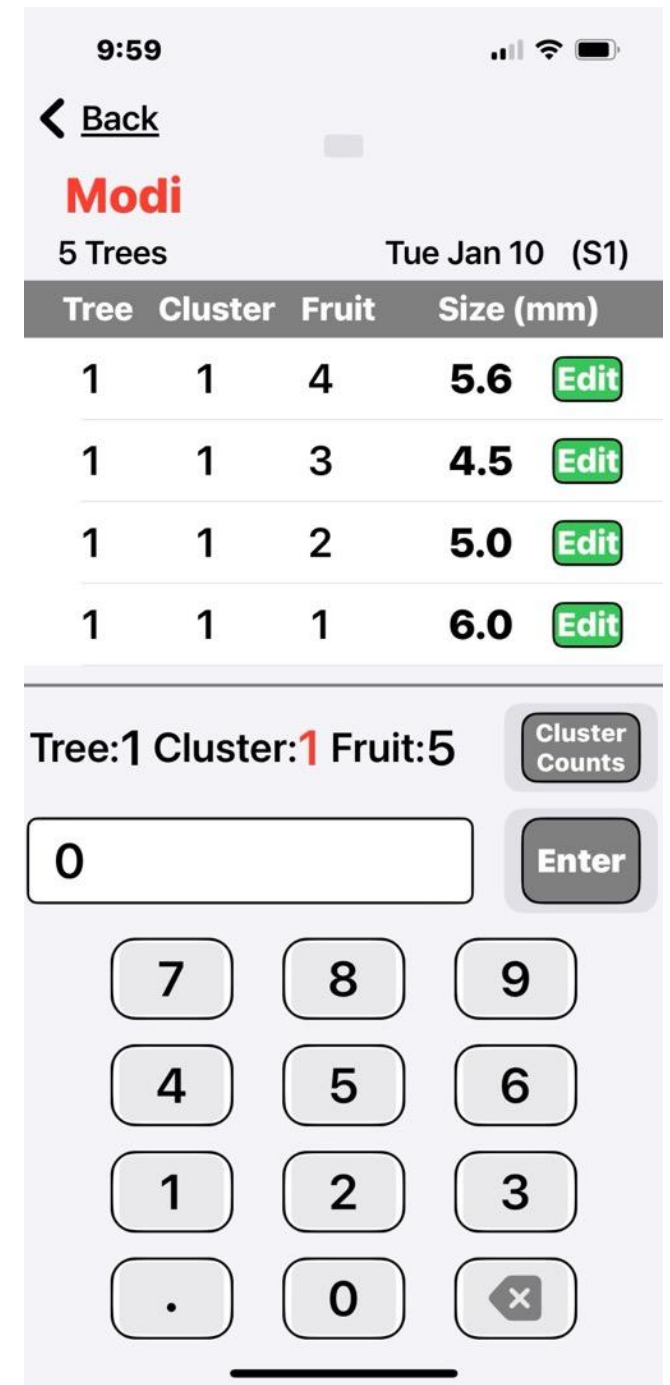 9:59
Back
Modi
5 Trees Tue Jan 10 (S1)
Tree Cluster Fruit Size (mm)
1 1 4 5.6 Edit
1 1 3 4.5 Edit
1 1 2 5.0 Edit
1 1 1 6.0 Edit
Tree:1 Cluster:1 Fruit:5 Cluster Counts
0 Enter
7 8 9
4 5 6
1 2 3
. 0